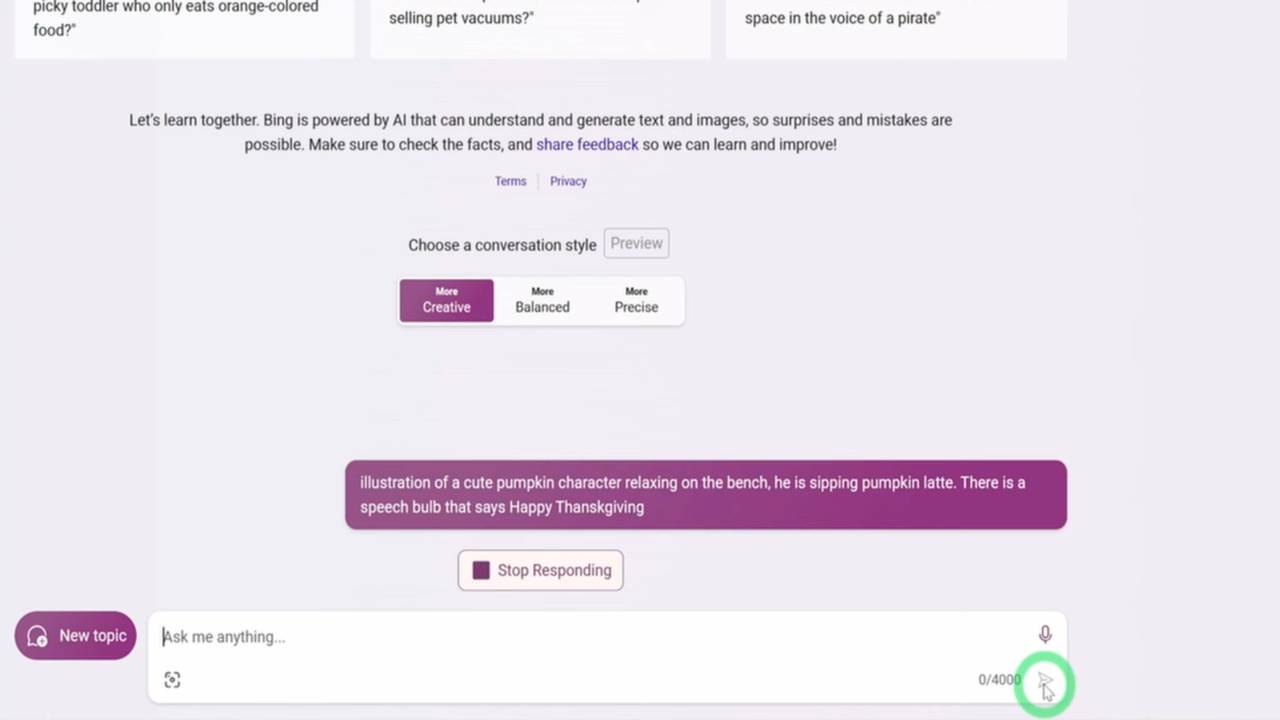 picky toddler who only eats orange-colored
food?"
selling pet vacuums?"
space in the voice of a pirate"
Let's learn together. Bing is powered by AI that can understand and generate text and images, so surprises and mistakes are
possible. Make sure to check the facts, and share feedback so we can learn and improve!
Terms
Privacy
Choose a conversation style
Preview
More
Creative
More
Balanced
More
Precise
illustration of a cute pumpkin character relaxing on the bench, he is sipping pumpkin latte. There is a
speech bulb that says Happy Thanskgiving
Stop Responding
New topic
Ask me anything...
0/4000